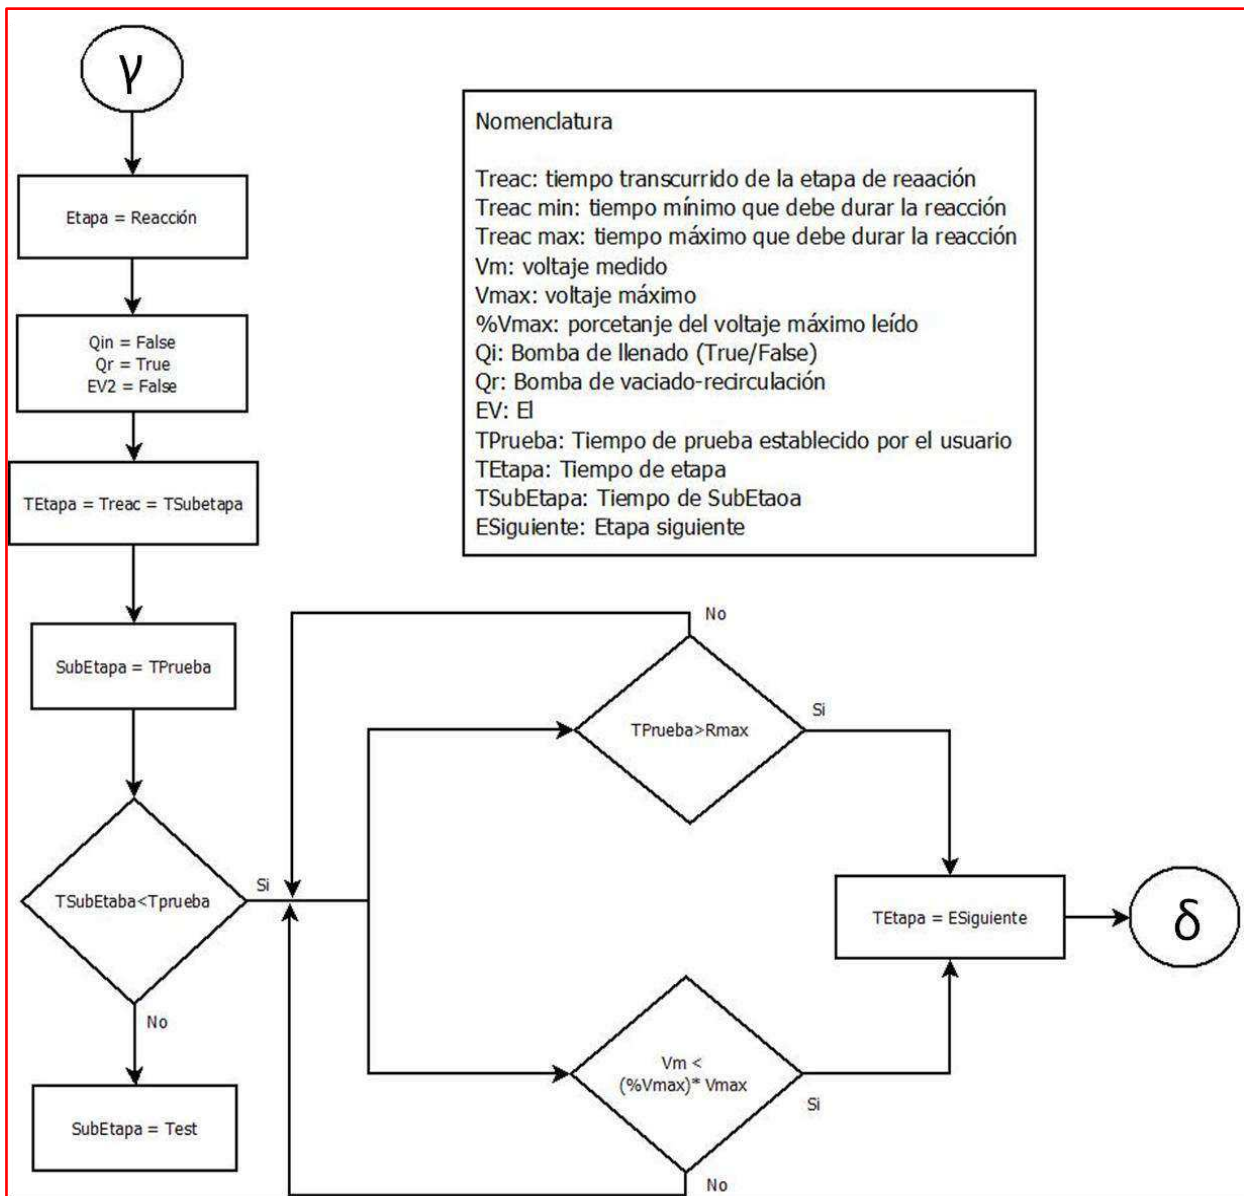 γ
Etapa = Reacción
Qin = False
Qr = True
EV2 = False
TEtapa = Treac = TSubetapa
SubEtapa = TPrueba
TSubEtaba<Tprueba
Si
No
SubEtapa = Test
Nomenclatura
Treac: tiempo transcurrido de la etapa de reaación
Treac min: tiempo mínimo que debe durar la reacción
Treac max: tiempo máximo que debe durar la reacción
Vm: voltaje medido
Vmax: voltaje máximo
%Vmax: porcetanje del voltaje máximo leído
Qi: Bomba de llenado (True/False)
Qr: Bomba de vaciado-recirculación
EV: El
TPrueba: Tiempo de prueba establecido por el usuario
TEtapa: Tiempo de etapa
TSubEtapa: Tiempo de SubEtaoa
ESiguiente: Etapa siguiente
No
TPrueba>Rmax
Si
Vm <
(%Vmax)* Vmax
Si
No
TEtapa = ESiguiente
δ